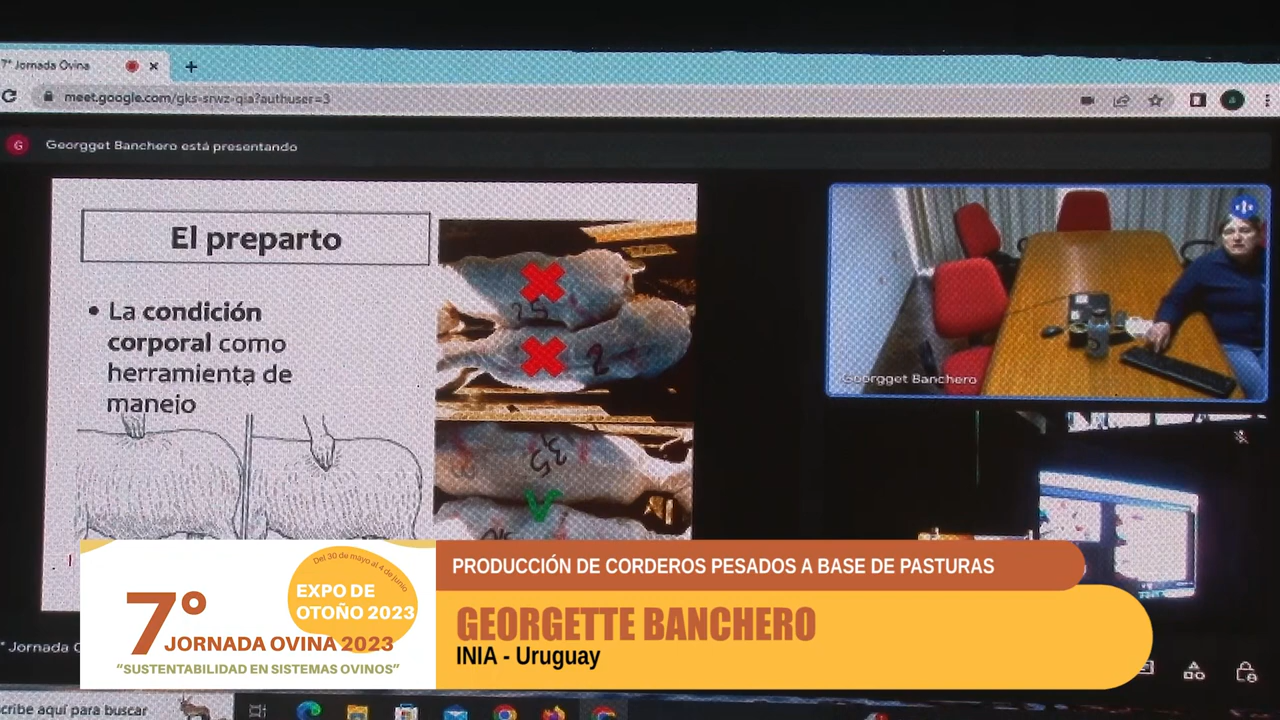 7° Jornada Ovina
meet.google.com/gks-srwz-qia?authuser=3
G
Georgget Banchero está presentando
El preparto
• La condición
corporal como
herramienta de
manejo
25
2
35
Georgget Banchero
Del 30 de mayo al 4 de junio
EXPO DE
OTOÑO 2023
7°
JORNADA OVINA 2023
“SUSTENTABILIDAD EN SISTEMAS OVINOS”
PRODUCCIÓN DE CORDEROS PESADOS A BASE DE PASTURAS
GEORGETTE BANCHERO
INIA - Uruguay
Jornada
cribe aquí para buscar